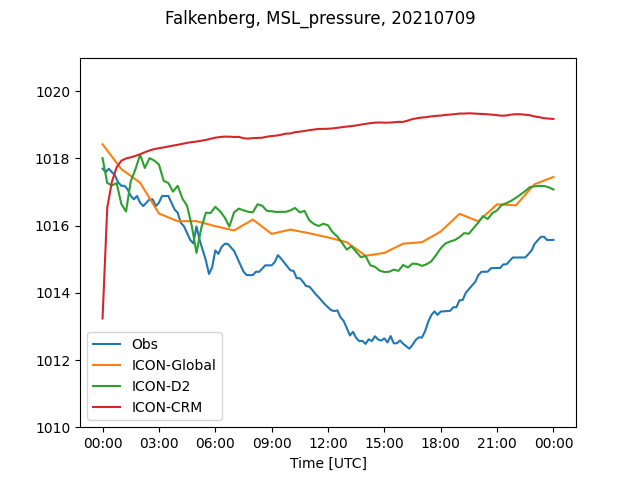 Falkenberg, MSL_pressure, 20210709
1020
1018
1016
1014
1012
1010
Obs
ICON-Global
ICON-D2
ICON-CRM
00:00 03:00 06:00 09:00 12:00 15:00 18:00 21:00 00:00
Time [UTC]